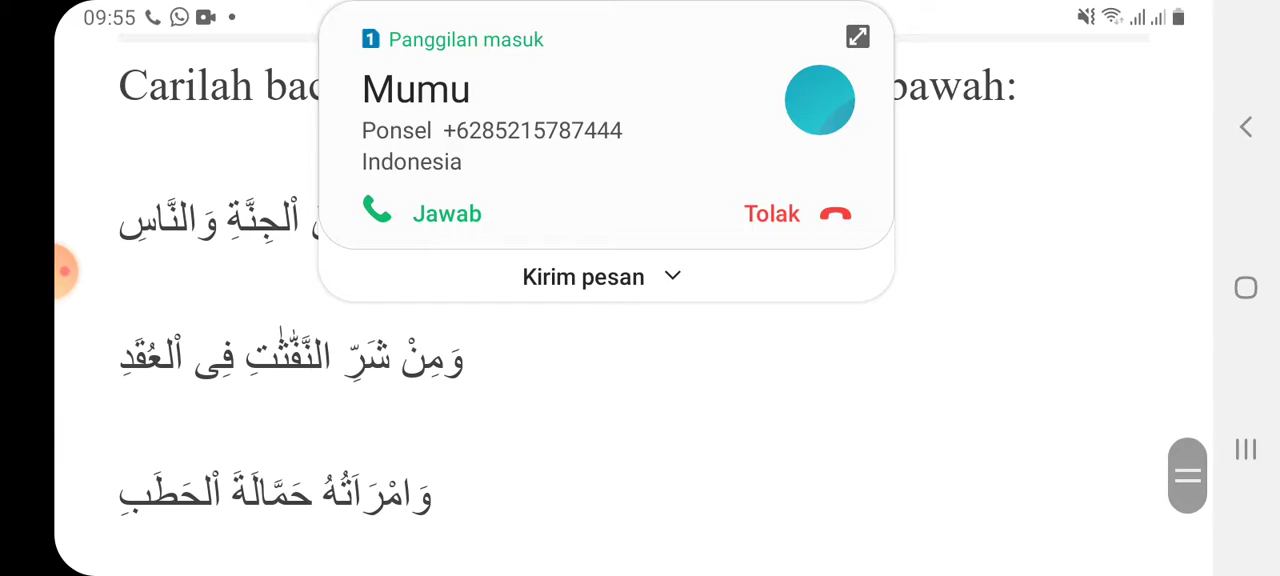 09:55
1 Panggilan masuk
Carilah bawah:
Mumu
Ponsel +6285215787444
Indonesia
Jawab Tolak
الْجِنَّةِ وَالنَّاسِ
Kirim pesan
وَمِنْ شَرِّ النَّفّٰثٰتِ فِى الْعُقَدِ
وَامْرَاَتُهُ حَمَّالَةَ الْحَطَبِ